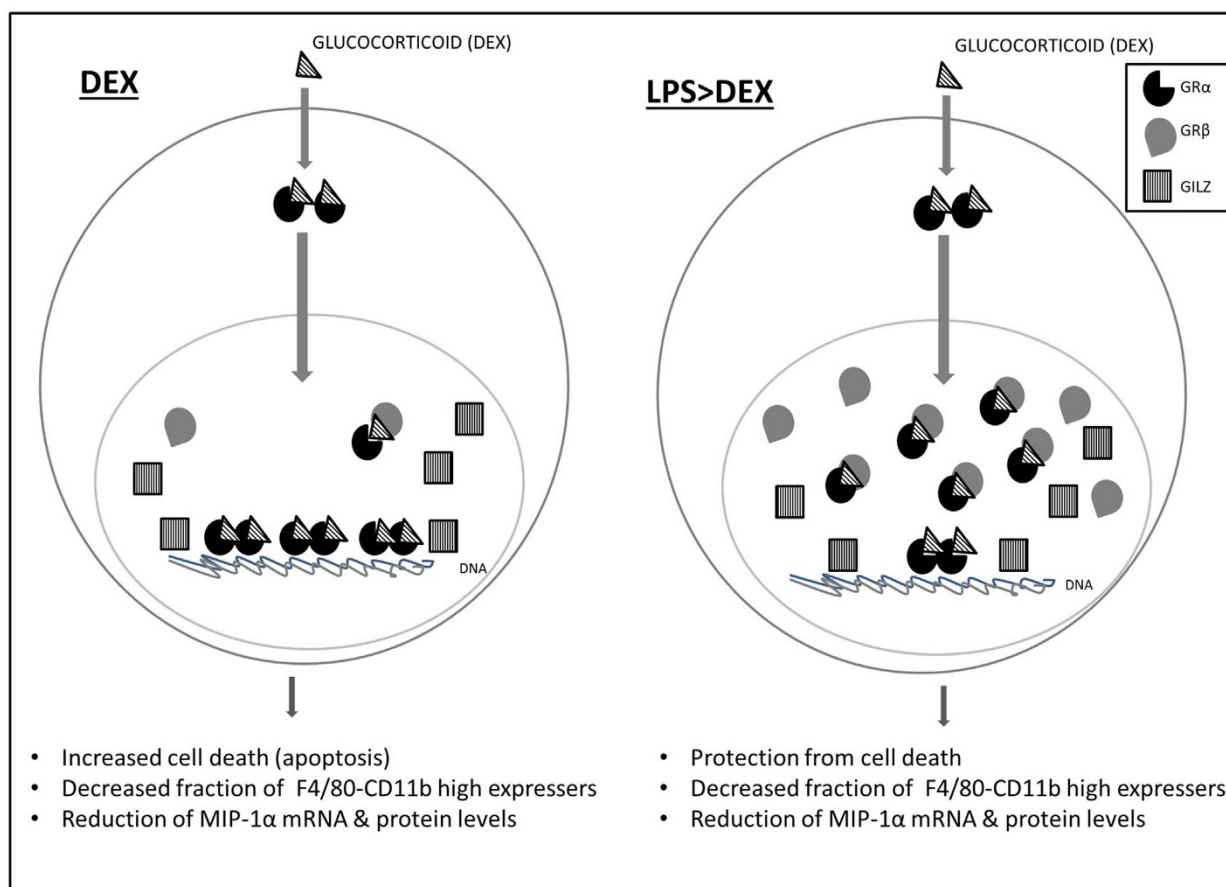 GLUCOCORTICOID (DEX)
DEX
DNA
• Increased cell death (apoptosis)
• Decreased fraction of F4/80-CD11b high expressers
• Reduction of MIP-1α mRNA & protein levels
GLUCOCORTICOID (DEX)
LPS>DEX
GRα
GRβ
GILZ
DNA
• Protection from cell death
• Decreased fraction of F4/80-CD11b high expressers
• Reduction of MIP-1α mRNA & protein levels